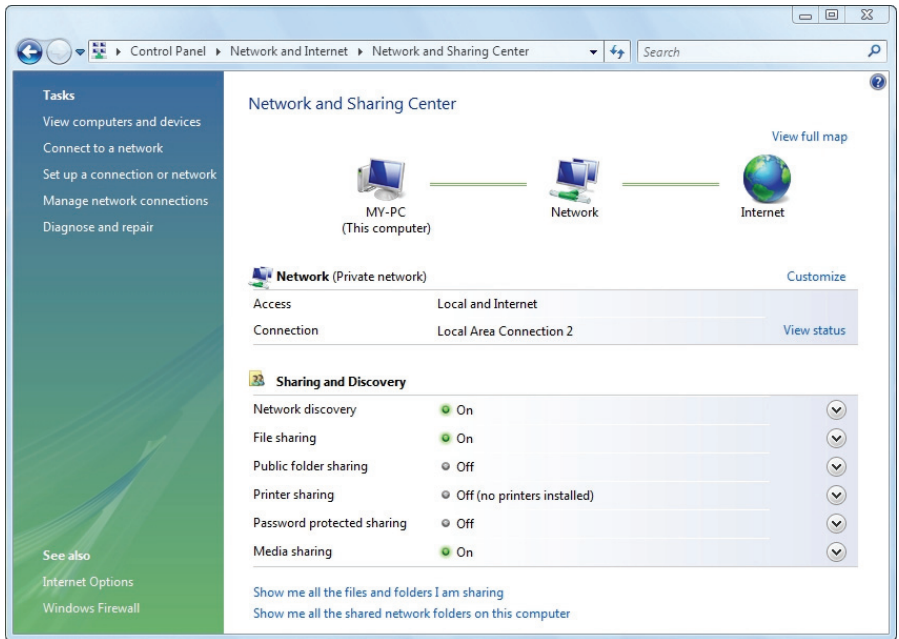 Control Panel ▸ Network and Internet ▸ Network and Sharing Center
Search
Tasks
View computers and devices
Connect to a network
Set up a connection or network
Manage network connections
Diagnose and repair
See also
Internet Options
Windows Firewall
Network and Sharing Center
View full map
MY-PC
(This computer)
Network
Internet
Network (Private network) Customize
Access Local and Internet
Connection Local Area Connection 2 View status
Sharing and Discovery
Network discovery On
File sharing On
Public folder sharing Off
Printer sharing Off (no printers installed)
Password protected sharing Off
Media sharing On
Show me all the files and folders I am sharing
Show me all the shared network folders on this computer